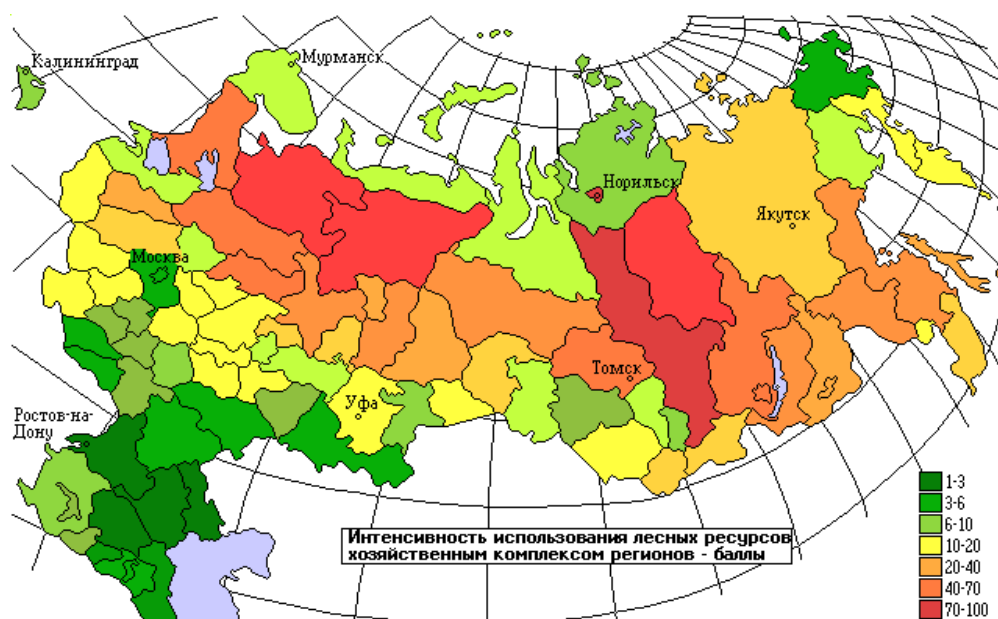 Калининград
Мурманск
Норильск
Якутск
Москва
Томск
Уфа
Ростов-на-
Дону
1-3
3-6
6-10
10-20
20-40
40-70
70-100
Интенсивность использования лесных ресурсов
хозяйственным комплексом регионов - баллы